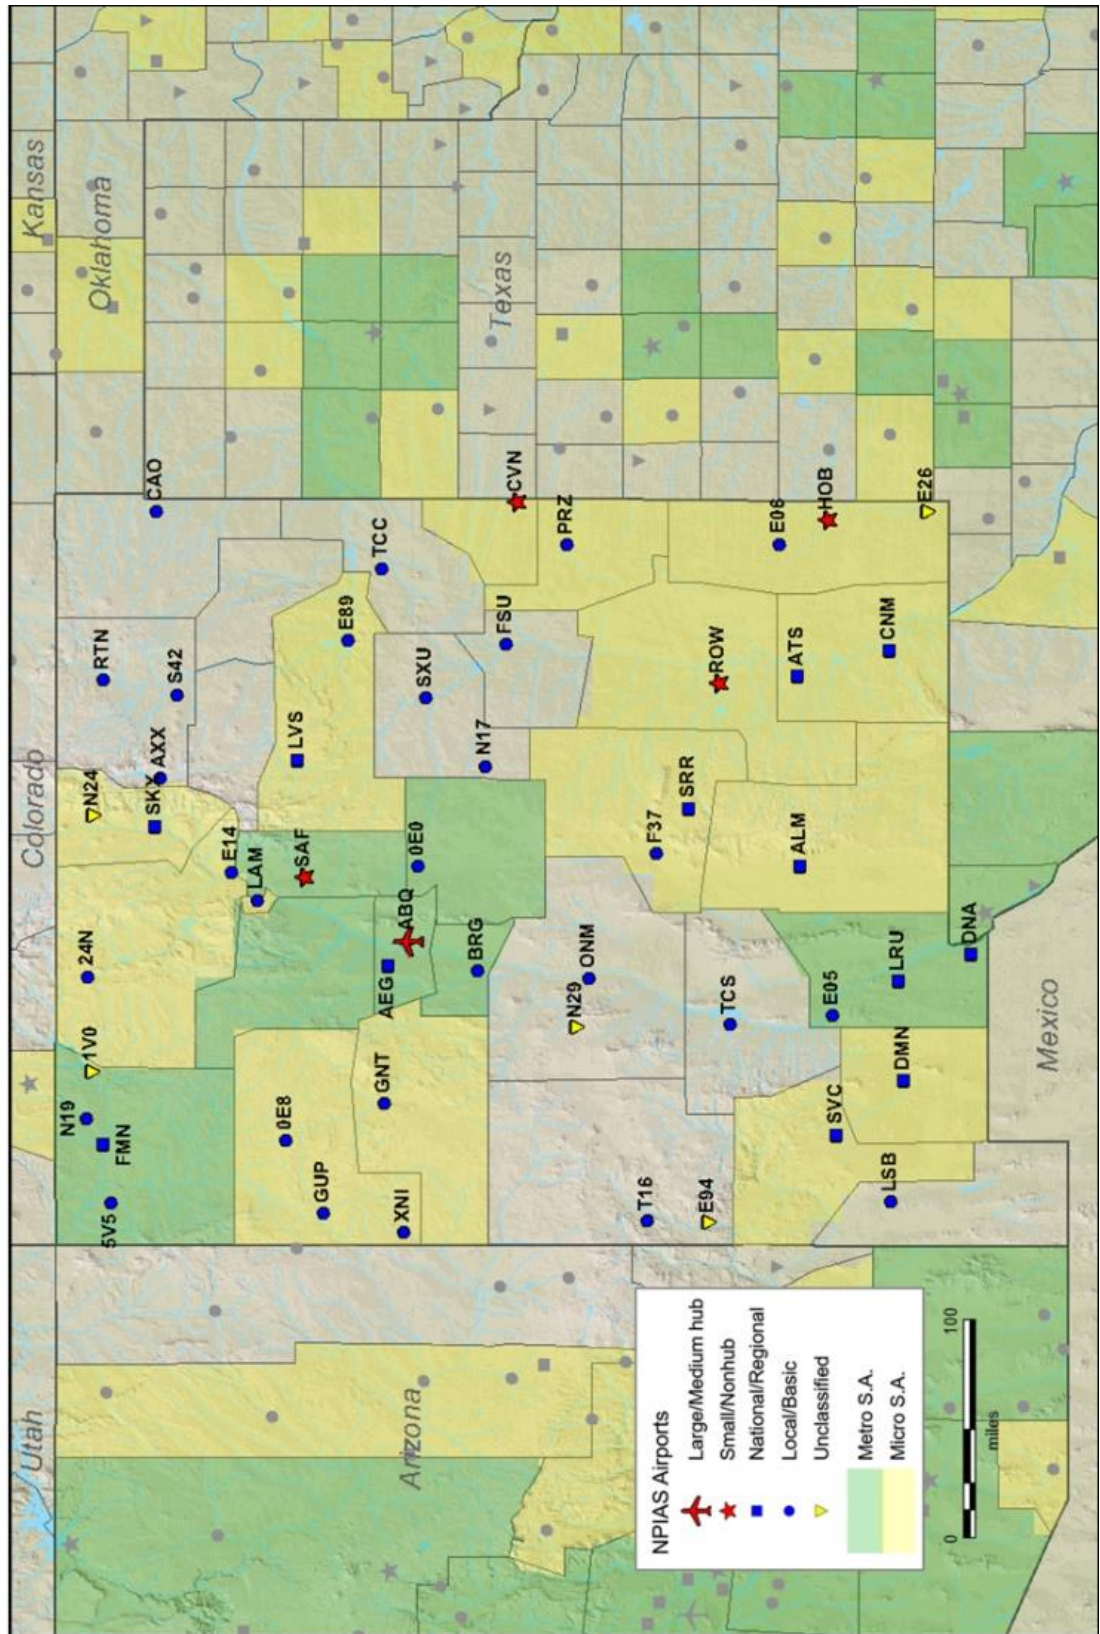 Utah
Colorado
Kansas
N19
1V0
24N
N24
RTN
Oklahoma
5V5
FMN
SKX
AXX
CAO
S42
E14
LAM
0E8
SAF
LVS
GUP
E89
GNT
AEG
TCC
XNI
ABQ
0E0
SXU
Arizona
BRG
N17
FSU
CVN
Texas
N29
ONM
PRZ
T16
F37
SRR
E94
TCS
ROW
ALM
ATS
E06
SVC
E05
HOB
LSB
DMN
LRU
CNM
E26
DNA
Mexico
NPIAS Airports
Large/Medium hub
Small/Nonhub
National/Regional
Local/Basic
Unclassified
Metro S.A.
Micro S.A.
0 100
miles